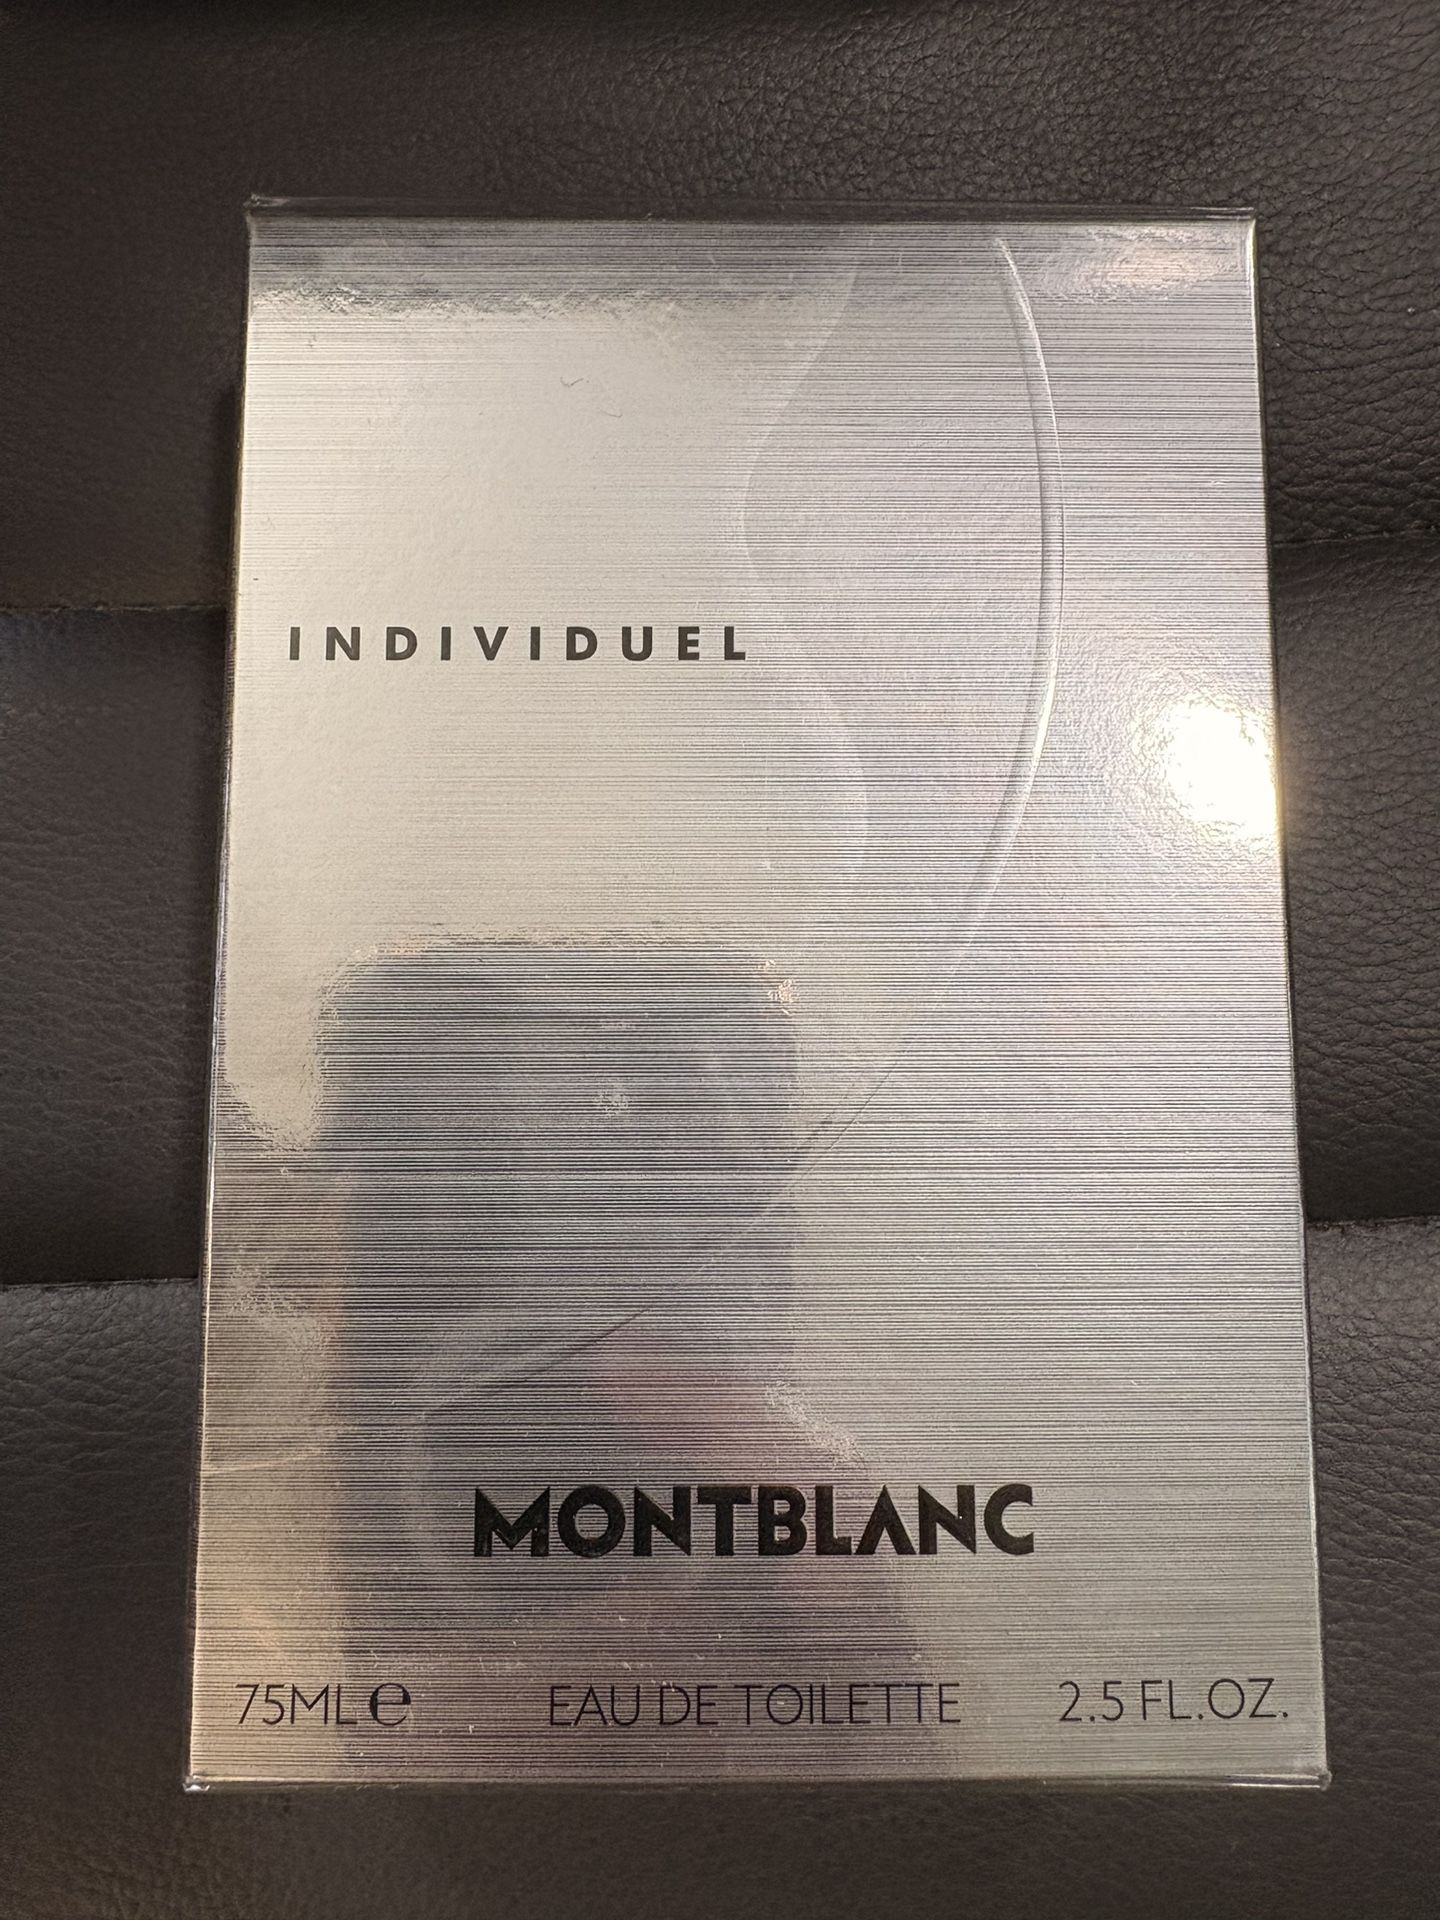 INDIVIDUEL
MONTBLANC
75ML ℮ EAU DE TOILETTE 2.5 FL.OZ.